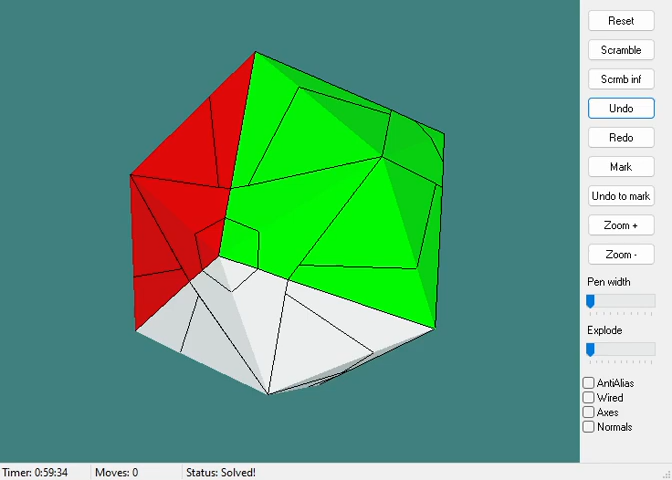 Reset
Scramble
Scrmb inf
Undo
Redo
Mark
Undo to mark
Zoom +
Zoom -
Pen width
Explode
AntiAlias
Wired
Axes
Normals
Timer: 0:59:34 Moves: 0 Status: Solved!